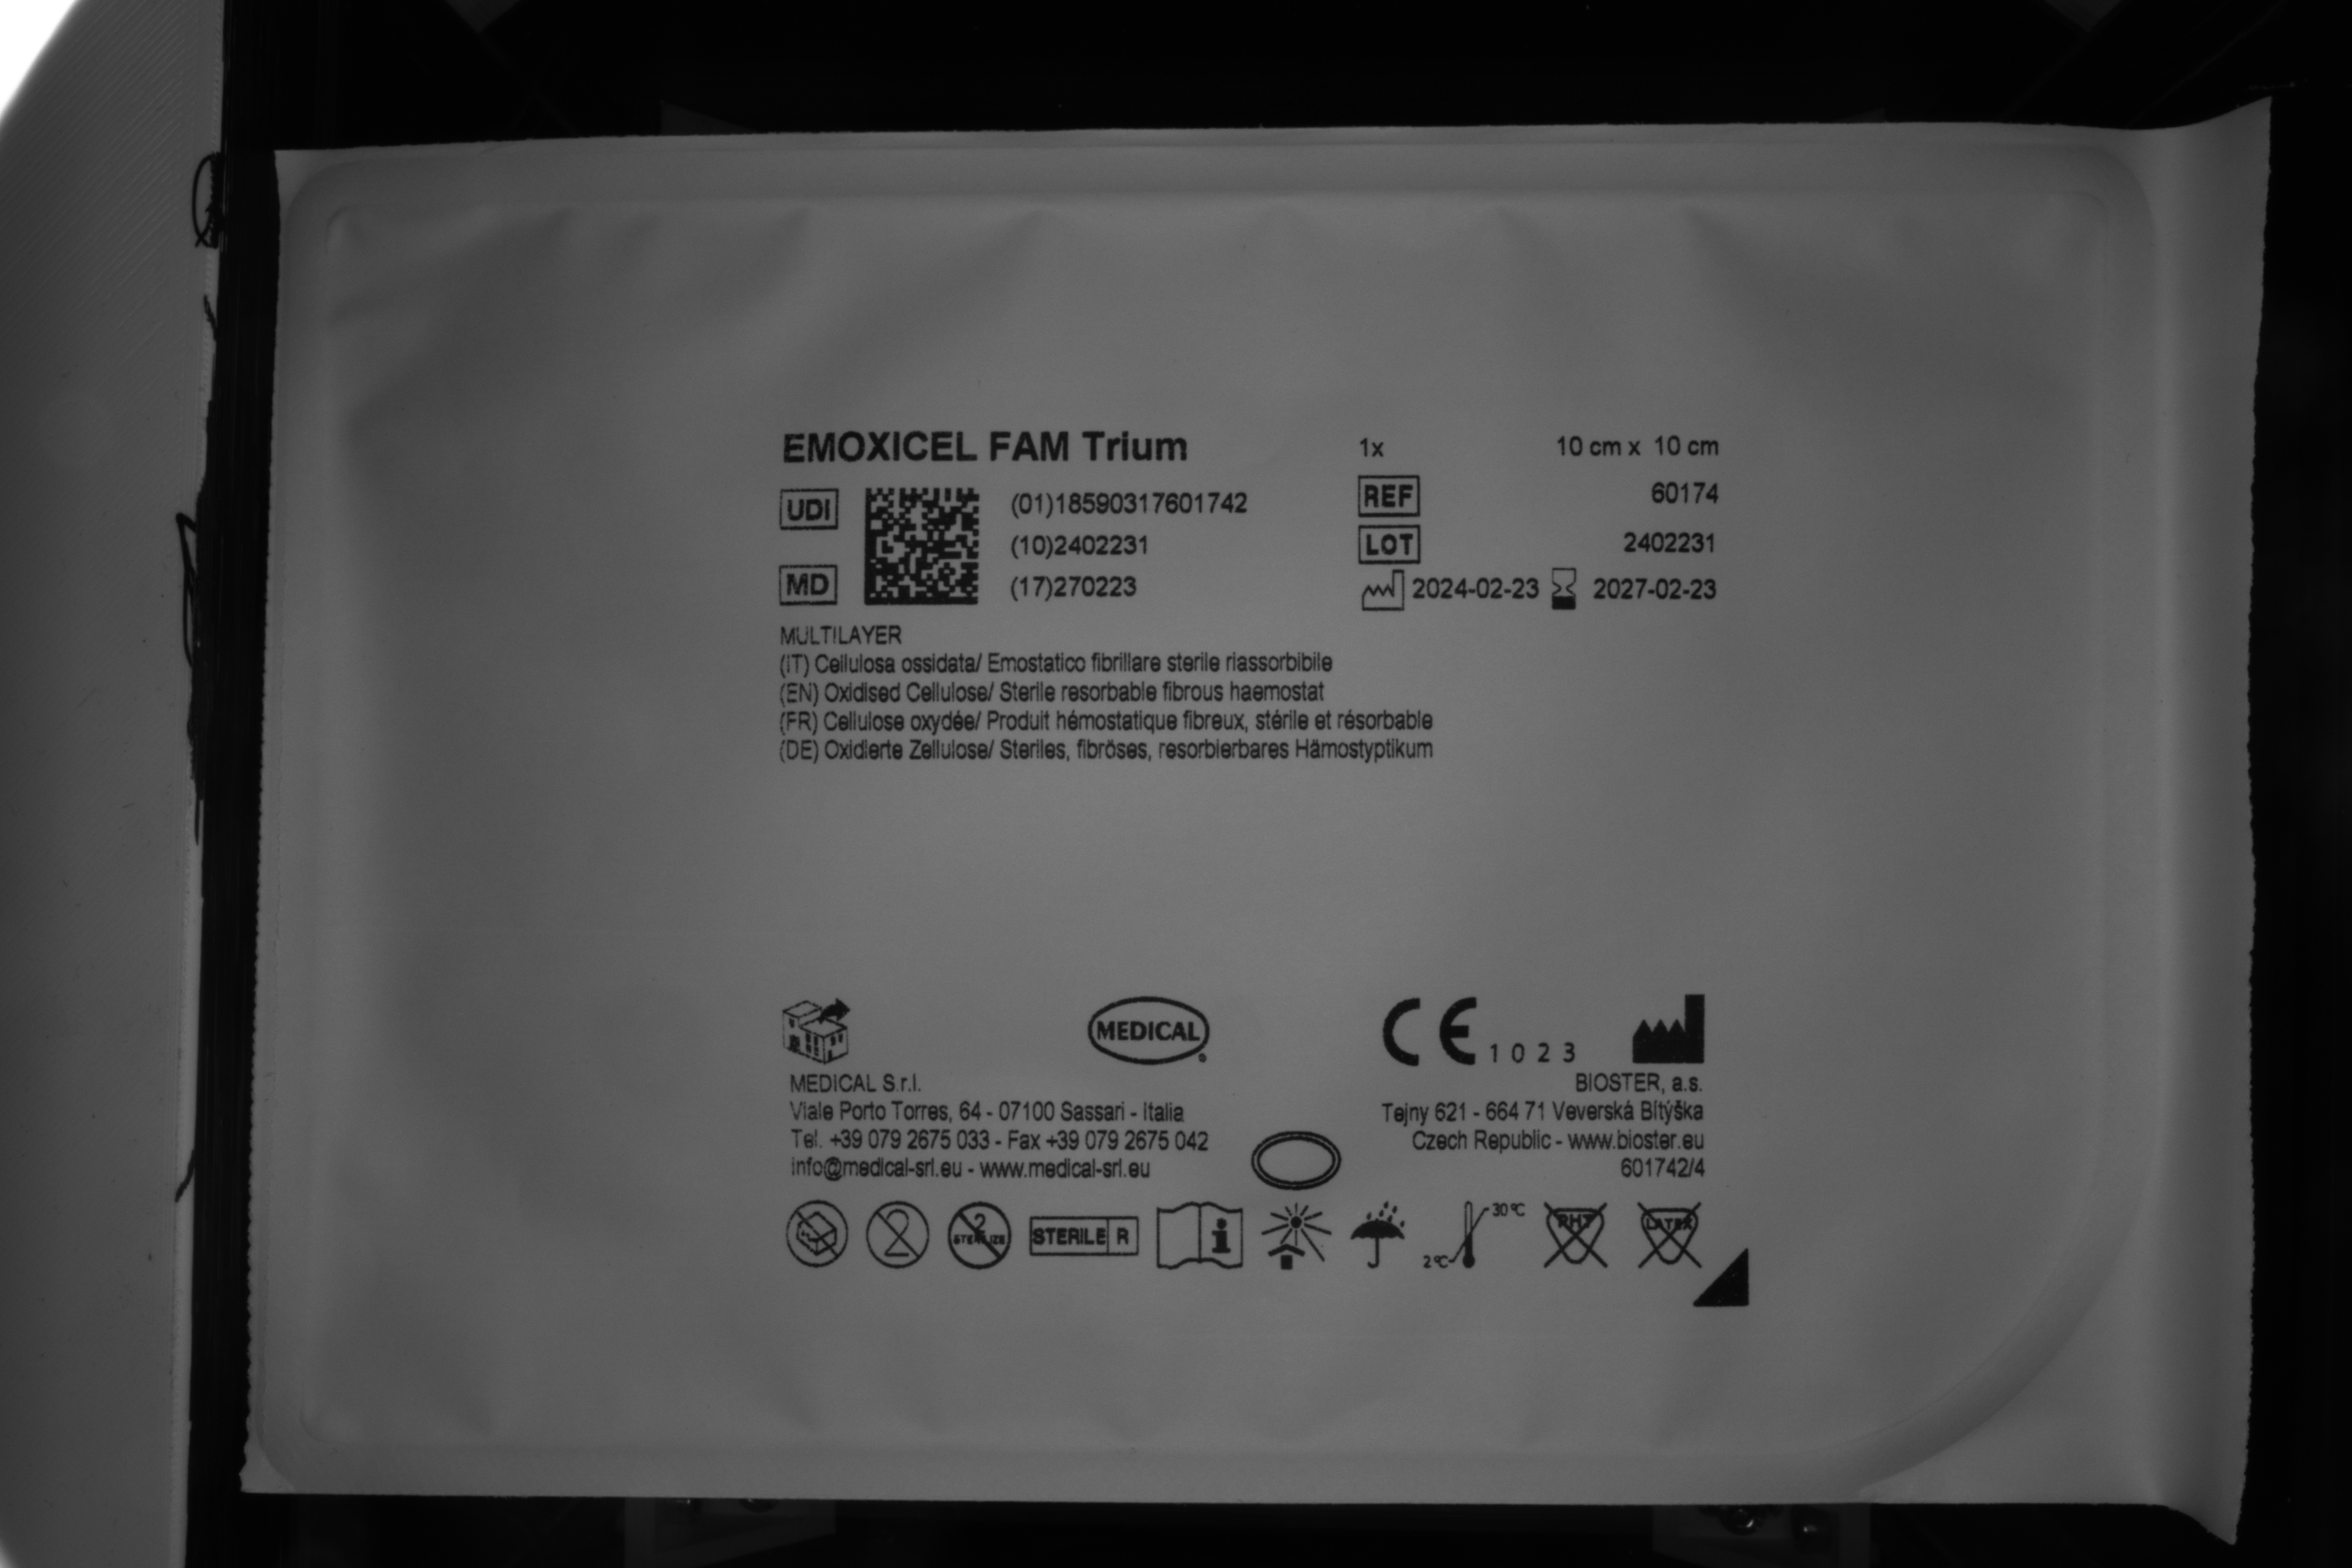 EMOXICEL FAM Trium
1x 10 cm x 10 cm
UDI (01)18590317601742 REF 60174
(10)2402231 LOT 2402231
MD (17)270223 2024-02-23 2027-02-23
MULTILAYER
(IT) Cellulosa ossidata/ Emostatico fibrillare sterile riassorbibile
(EN) Oxidised Cellulose/ Sterile resorbable fibrous haemostat
(FR) Cellulose oxydée/ Produit hémostatique fibreux, stérile et résorbable
(DE) Oxidierte Zellulose/ Steriles, fibröses, resorbierbares Hämostyptikum
MEDICAL
CE 1023
MEDICAL S.r.l.
Viale Porto Torres, 64 - 07100 Sassari - Italia
Tel. +39 079 2675 033 - Fax +39 079 2675 042
info@medical-srl.eu - www.medical-srl.eu
BIOSTER, a.s.
Tejny 621 - 664 71 Veverská Bítýška
Czech Republic - www.bioster.eu
601742/4
2
2 STERILIZE
STERILE R
i
2°C 30°C
PHT
LATEX